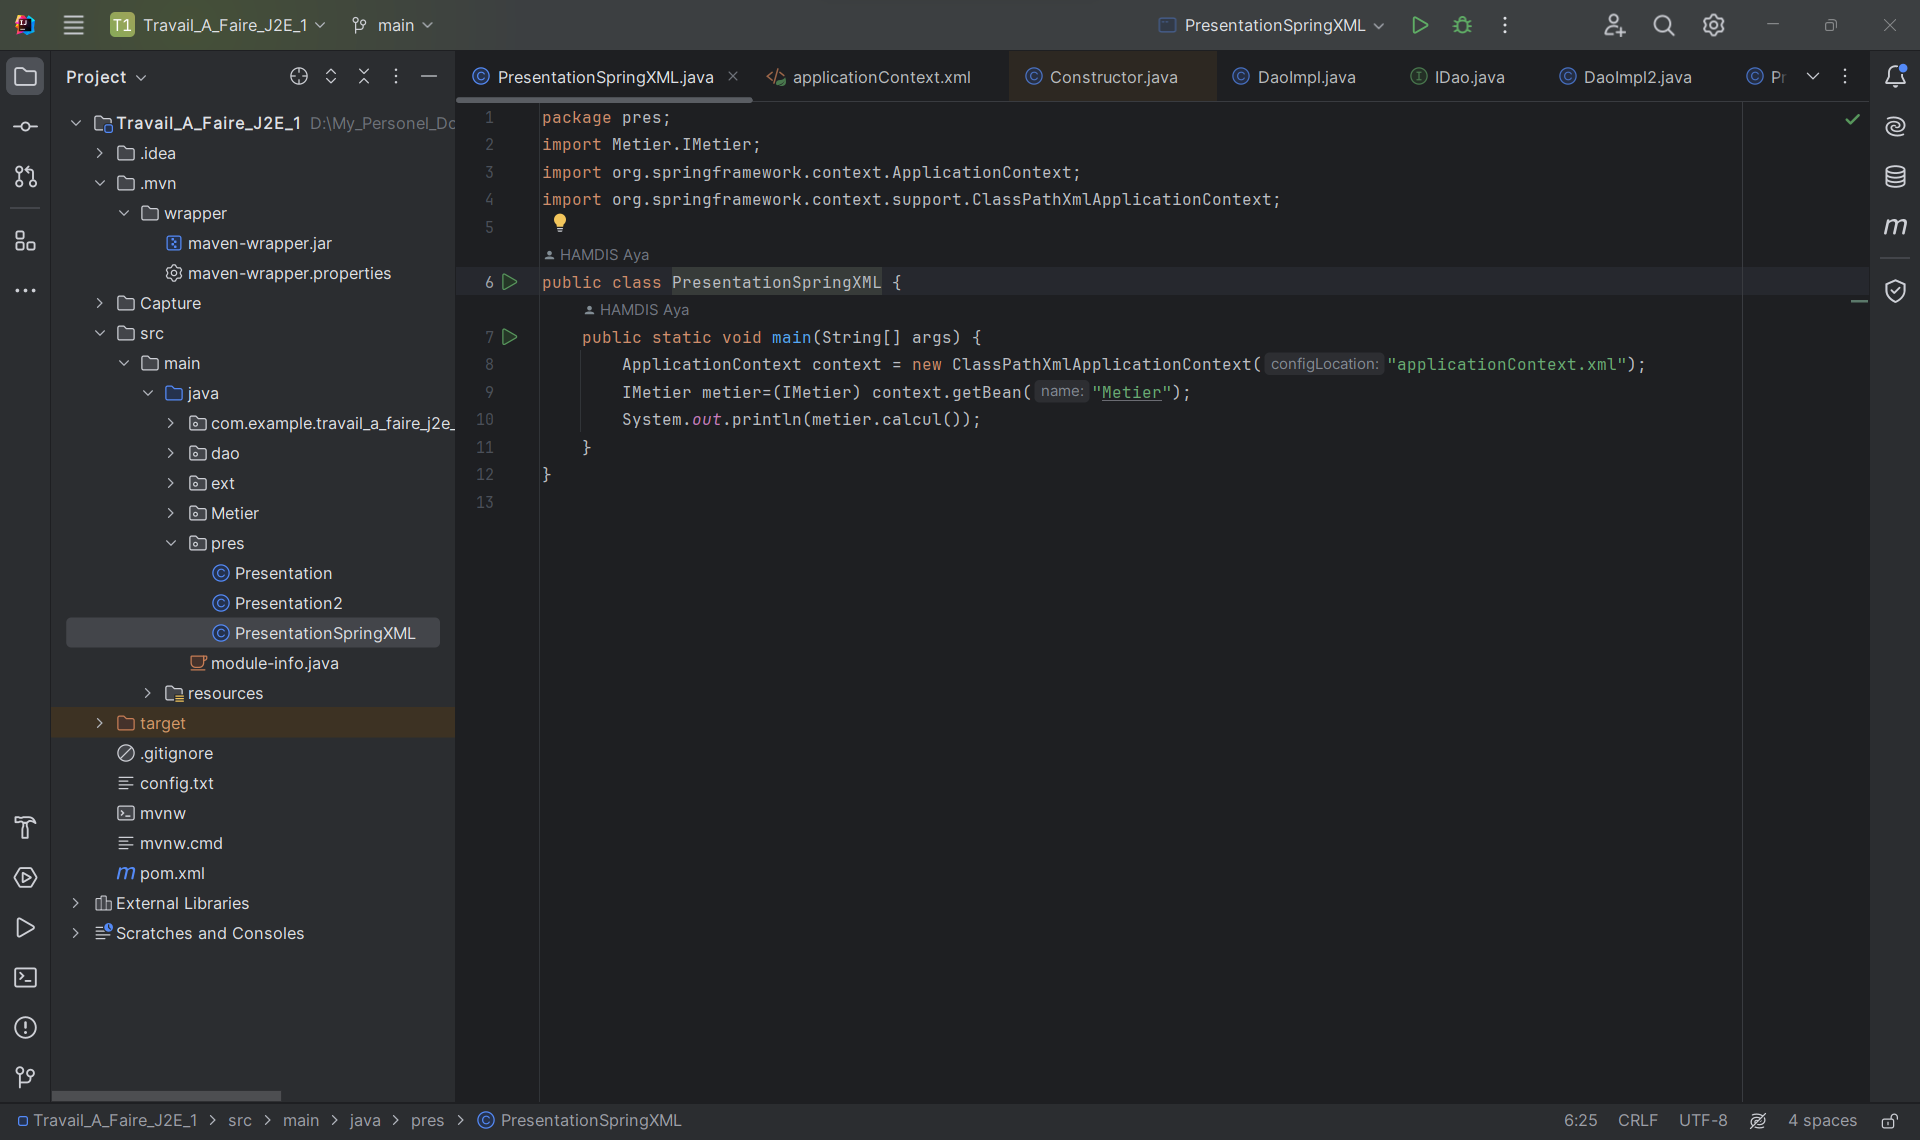 T1 Travail_A_Faire_J2E_1 main PresentationSpringXML
Project
PresentationSpringXML.java applicationContext.xml Constructor.java DaoImpl.java IDao.java DaoImpl2.java
Travail_A_Faire_J2E_1 D:\My_Personel_Do
.idea
.mvn
wrapper
maven-wrapper.jar
maven-wrapper.properties
Capture
src
main
java
com.example.travail_a_faire_j2e_
dao
ext
Metier
pres
Presentation
Presentation2
PresentationSpringXML
module-info.java
resources
target
.gitignore
config.txt
mvnw
mvnw.cmd
m pom.xml
External Libraries
Scratches and Consoles
1 package pres;
2 import Metier.IMetier;
3 import org.springframework.context.ApplicationContext;
4 import org.springframework.context.support.ClassPathXmlApplicationContext;
5
HAMDIS Aya
6 public class PresentationSpringXML {
HAMDIS Aya
7 public static void main(String[] args) {
8 ApplicationContext context = new ClassPathXmlApplicationContext( configLocation: "applicationContext.xml");
9 IMetier metier=(IMetier) context.getBean( name: "Metier");
10 System.out.println(metier.calcul());
11 }
12 }
13
Travail_A_Faire_J2E_1 > src > main > java > pres > PresentationSpringXML
6:25 CRLF UTF-8 4 spaces